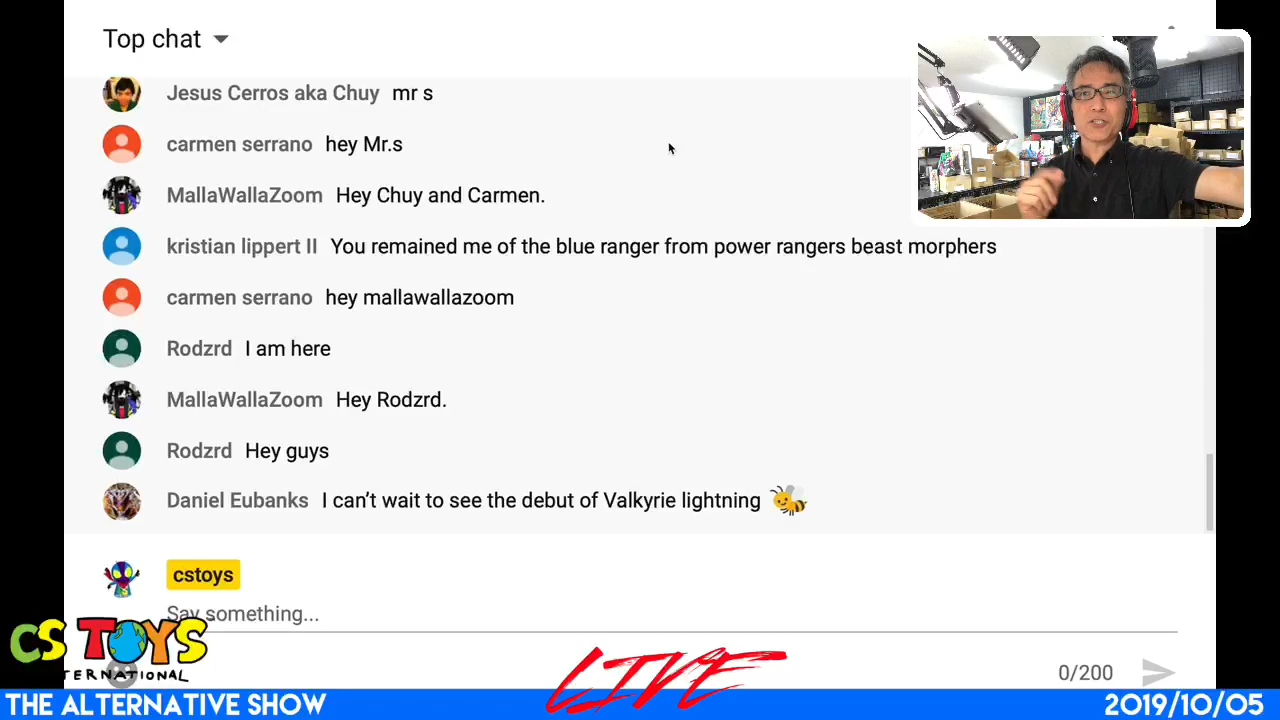 Top chat
Jesus Cerros aka Chuy mr s
carmen serrano hey Mr.s
MallaWallaZoom Hey Chuy and Carmen.
kristian lippert II You remained me of the blue ranger from power rangers beast morphers
carmen serrano hey mallawallazoom
Rodzrd I am here
MallaWallaZoom Hey Rodzrd.
Rodzrd Hey guys
Daniel Eubanks I can't wait to see the debut of Valkyrie lightning
cstoys
Say something...
CS TOYS
TERNATIONAL
LIVE
0/200
THE ALTERNATIVE SHOW
2019/10/05